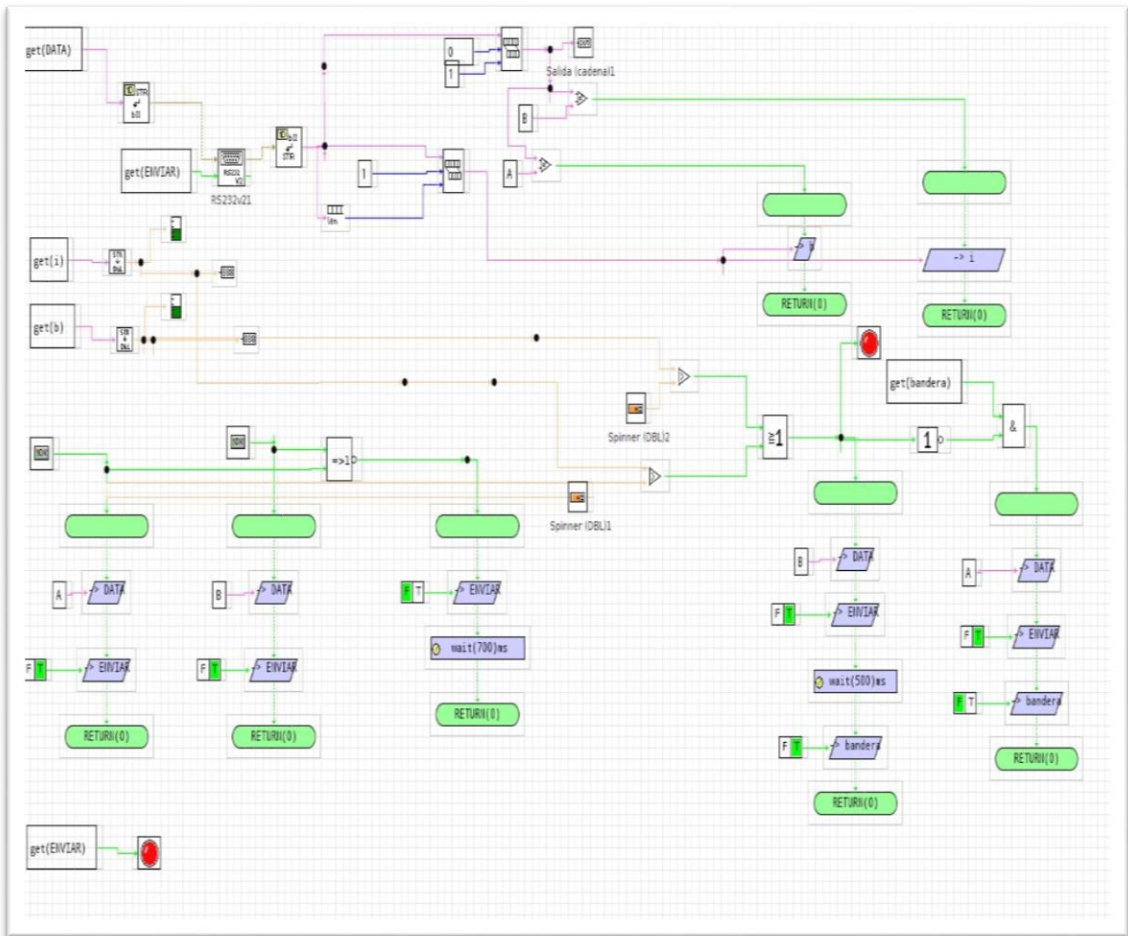 get(DATA)
0
1
Salida (cadena)1
STR
B
get(ENVIAR)
STR
RS232
RS232v21
1
A
len
get(i)
-> i
RETURN(0)
RETURN(0)
get(b)
get(bandera)
Spinner (DBL)2
≥1
1
&
=>1
Spinner (DBL)1
A
-> DATA
B
-> DATA
F T
-> ENVIAR
B
-> DATA
A
-> DATA
F T
-> ENVIAR
F T
-> ENVIAR
wait(700)ms
F T
-> ENVIAR
F T
-> ENVIAR
wait(500)ms
F T
-> bandera
RETURN(0)
RETURN(0)
RETURN(0)
F T
-> bandera
RETURN(0)
RETURN(0)
get(ENVIAR)